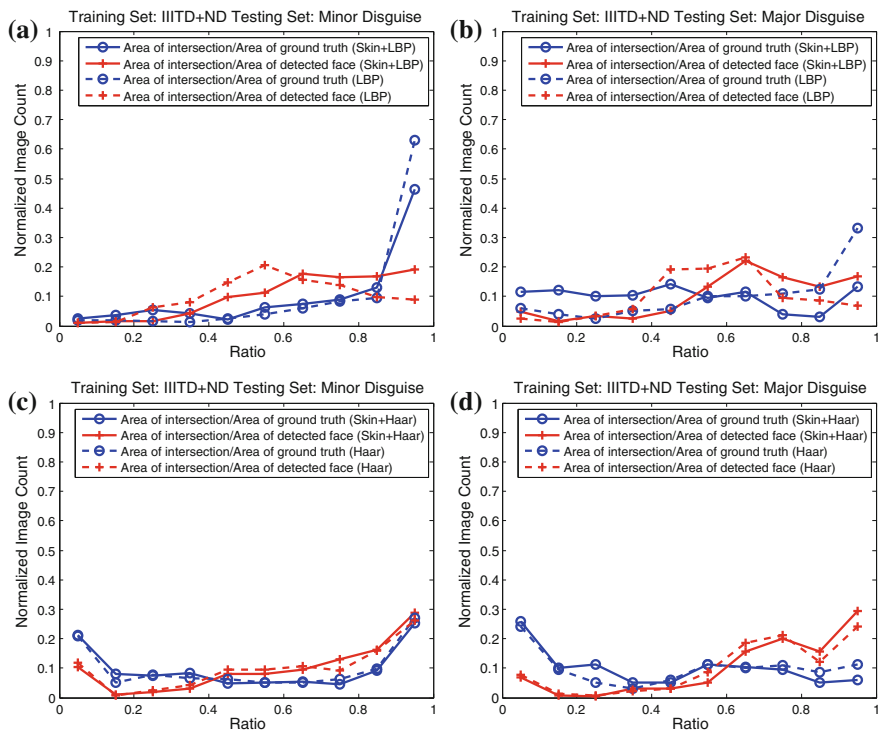 (a)
Training Set: IIITD+ND Testing Set: Minor Disguise
Area of intersection/Area of ground truth (Skin+LBP)
Area of intersection/Area of detected face (Skin+LBP)
Area of intersection/Area of ground truth (LBP)
Area of intersection/Area of detected face (LBP)
Normalized Image Count
1
0.9
0.8
0.7
0.6
0.5
0.4
0.3
0.2
0.1
0
0 0.2 0.4 0.6 0.8 1
Ratio
(b)
Training Set: IIITD+ND Testing Set: Major Disguise
Area of intersection/Area of ground truth (Skin+LBP)
Area of intersection/Area of detected face (Skin+LBP)
Area of intersection/Area of ground truth (LBP)
Area of intersection/Area of detected face (LBP)
Normalized Image Count
1
0.9
0.8
0.7
0.6
0.5
0.4
0.3
0.2
0.1
0
0 0.2 0.4 0.6 0.8 1
Ratio
(c)
Training Set: IIITD+ND Testing Set: Minor Disguise
Area of intersection/Area of ground truth (Skin+Haar)
Area of intersection/Area of detected face (Skin+Haar)
Area of intersection/Area of ground truth (Haar)
Area of intersection/Area of detected face (Haar)
Normalized Image Count
1
0.9
0.8
0.7
0.6
0.5
0.4
0.3
0.2
0.1
0
0 0.2 0.4 0.6 0.8 1
Ratio
(d)
Training Set: IIITD+ND Testing Set: Major Disguise
Area of intersection/Area of ground truth (Skin+Haar)
Area of intersection/Area of detected face (Skin+Haar)
Area of intersection/Area of ground truth (Haar)
Area of intersection/Area of detected face (Haar)
Normalized Image Count
1
0.9
0.8
0.7
0.6
0.5
0.4
0.3
0.2
0.1
0
0 0.2 0.4 0.6 0.8 1
Ratio